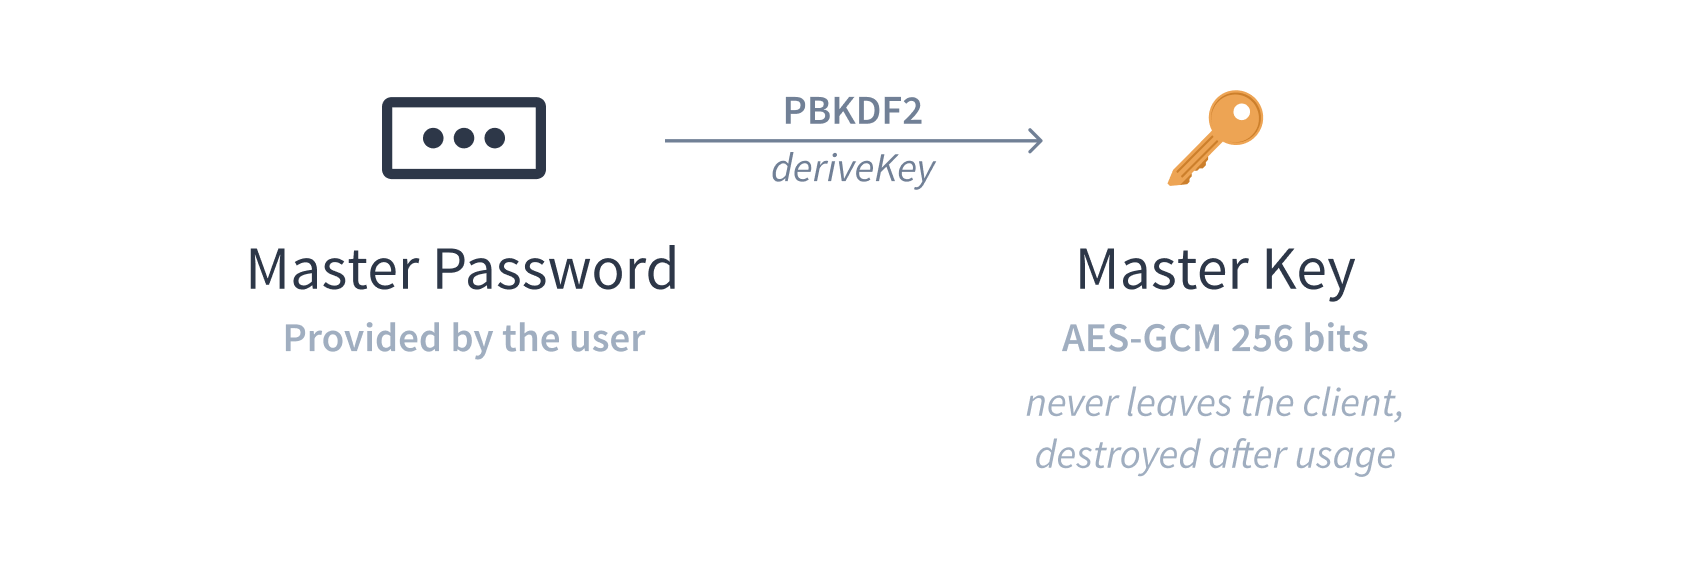 PBKDF2
deriveKey
Master Password
Provided by the user
Master Key
AES-GCM 256 bits
never leaves the client,
destroyed after usage